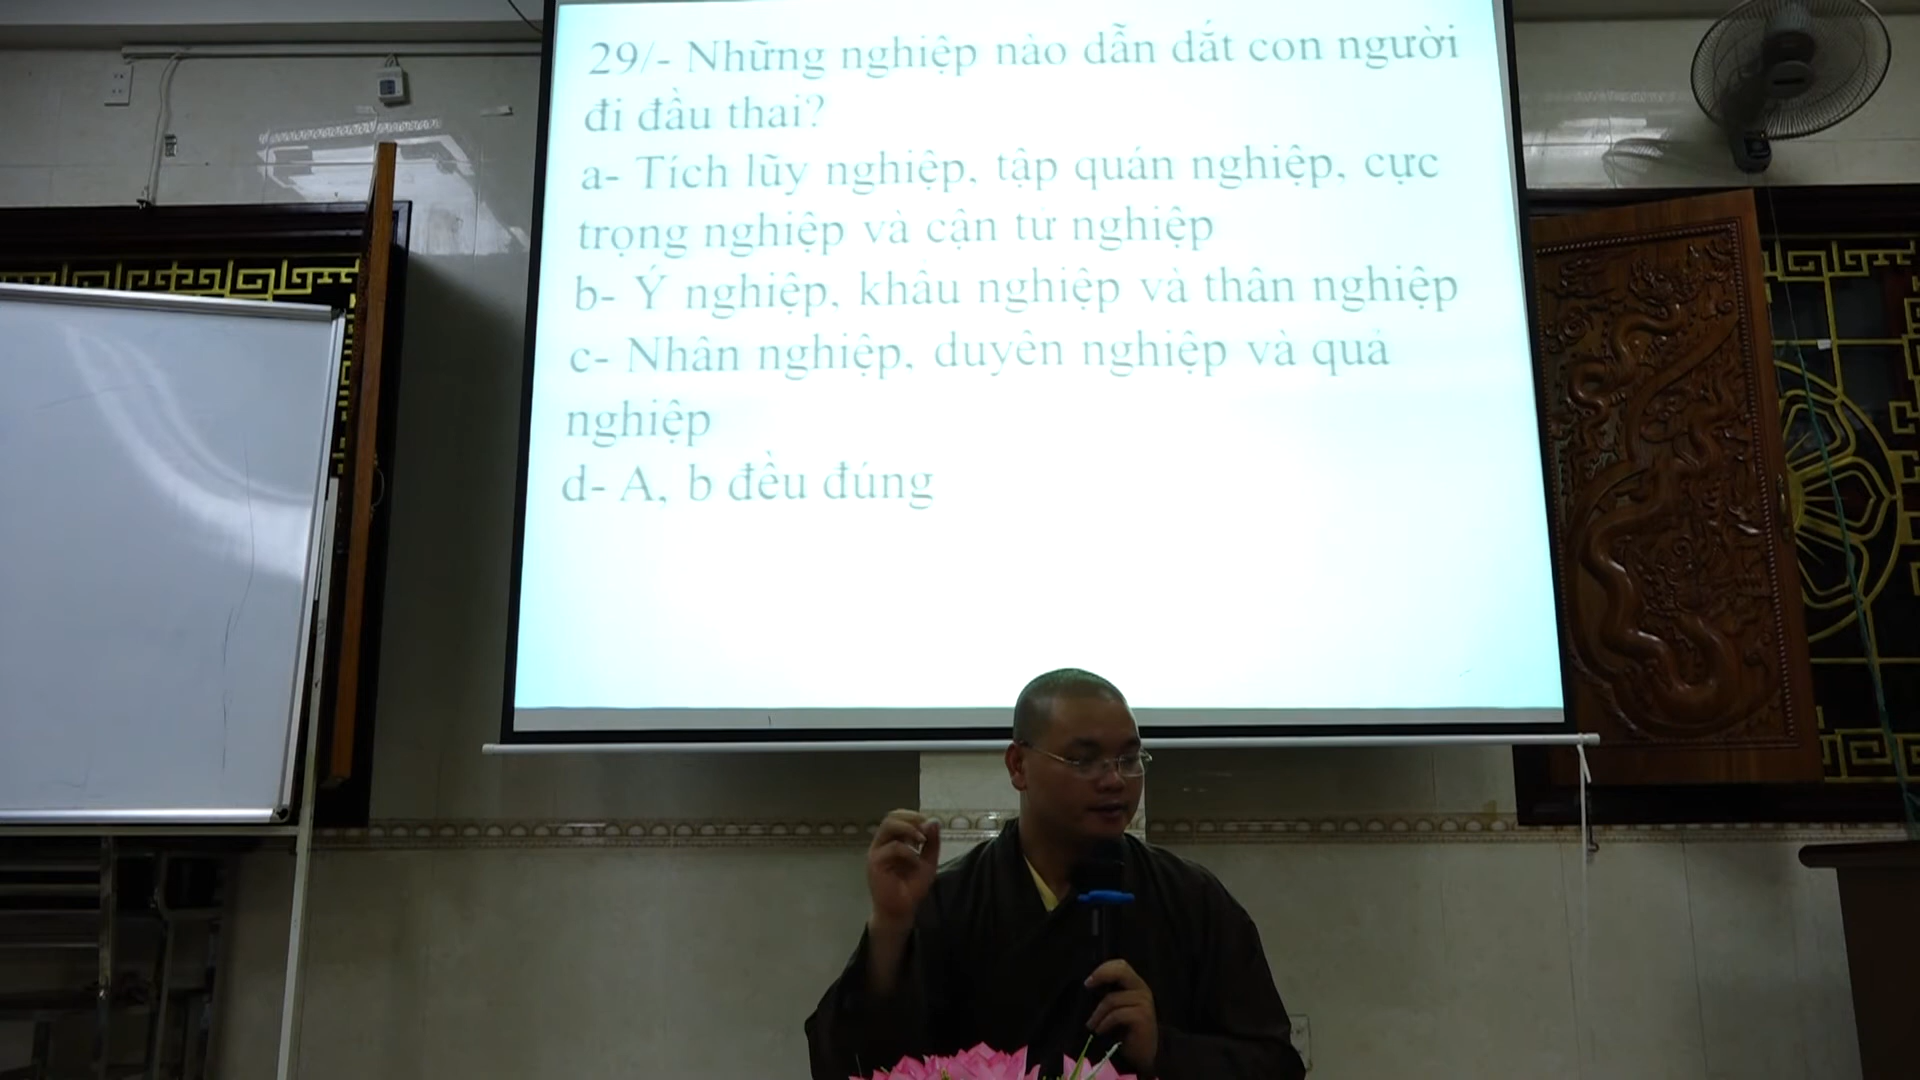 29/- Những nghiệp nào dẫn dắt con người
đi đầu thai?
a- Tích lũy nghiệp, tập quán nghiệp, cực
trọng nghiệp và cận tử nghiệp
b- Ý nghiệp, khẩu nghiệp và thân nghiệp
c- Nhân nghiệp, duyên nghiệp và quả
nghiệp
d- A, b đều đúng